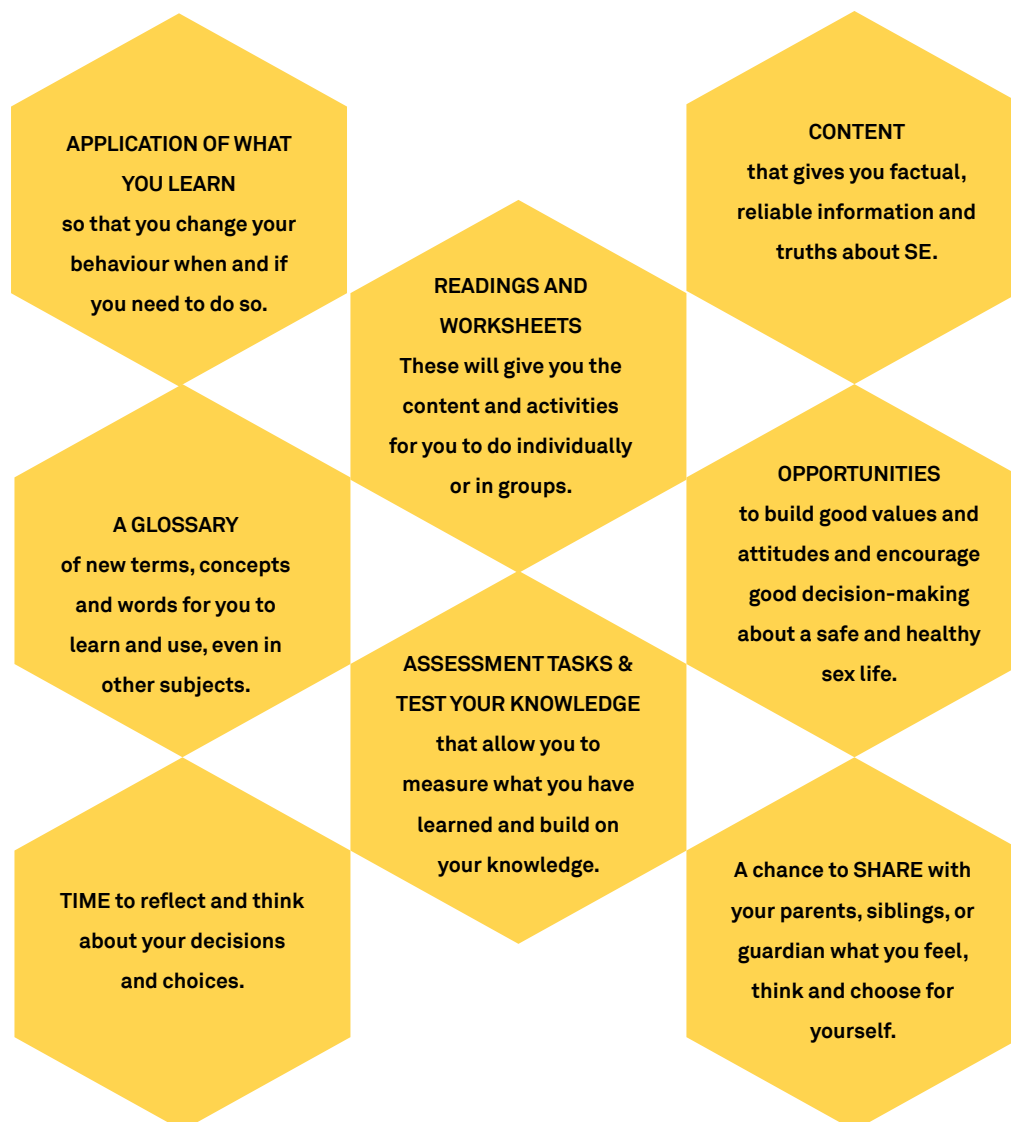 APPLICATION OF WHAT
YOU LEARN
so that you change your
behaviour when and if
you need to do so.
CONTENT
that gives you factual,
reliable information and
truths about SE.
READINGS AND
WORKSHEETS
These will give you the
content and activities
for you to do individually
or in groups.
A GLOSSARY
of new terms, concepts
and words for you to
learn and use, even in
other subjects.
OPPORTUNITIES
to build good values and
attitudes and encourage
good decision-making
about a safe and healthy
sex life.
ASSESSMENT TASKS &
TEST YOUR KNOWLEDGE
that allow you to
measure what you have
learned and build on
your knowledge.
TIME to reflect and think
about your decisions
and choices.
A chance to SHARE with
your parents, siblings, or
guardian what you feel,
think and choose for
yourself.